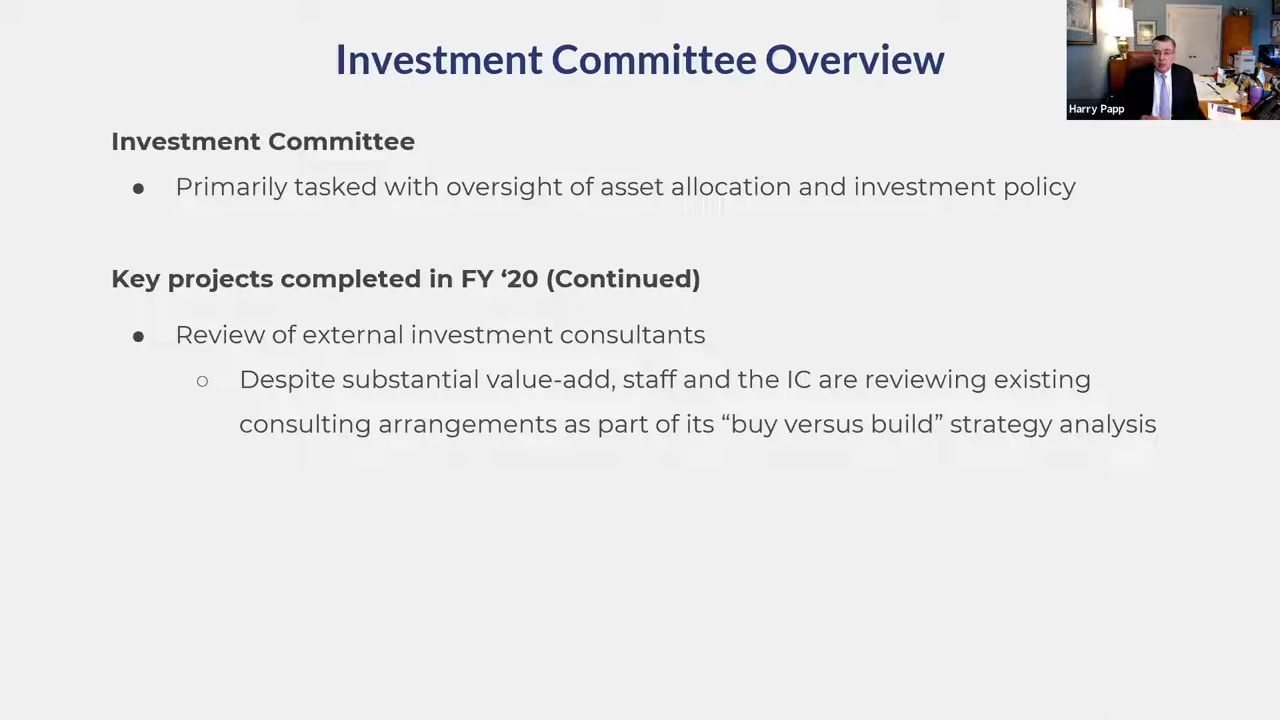 Investment Committee Overview
Harry Papp
Investment Committee
● Primarily tasked with oversight of asset allocation and investment policy
Key projects completed in FY ‘20 (Continued)
● Review of external investment consultants
○ Despite substantial value-add, staff and the IC are reviewing existing
consulting arrangements as part of its “buy versus build” strategy analysis